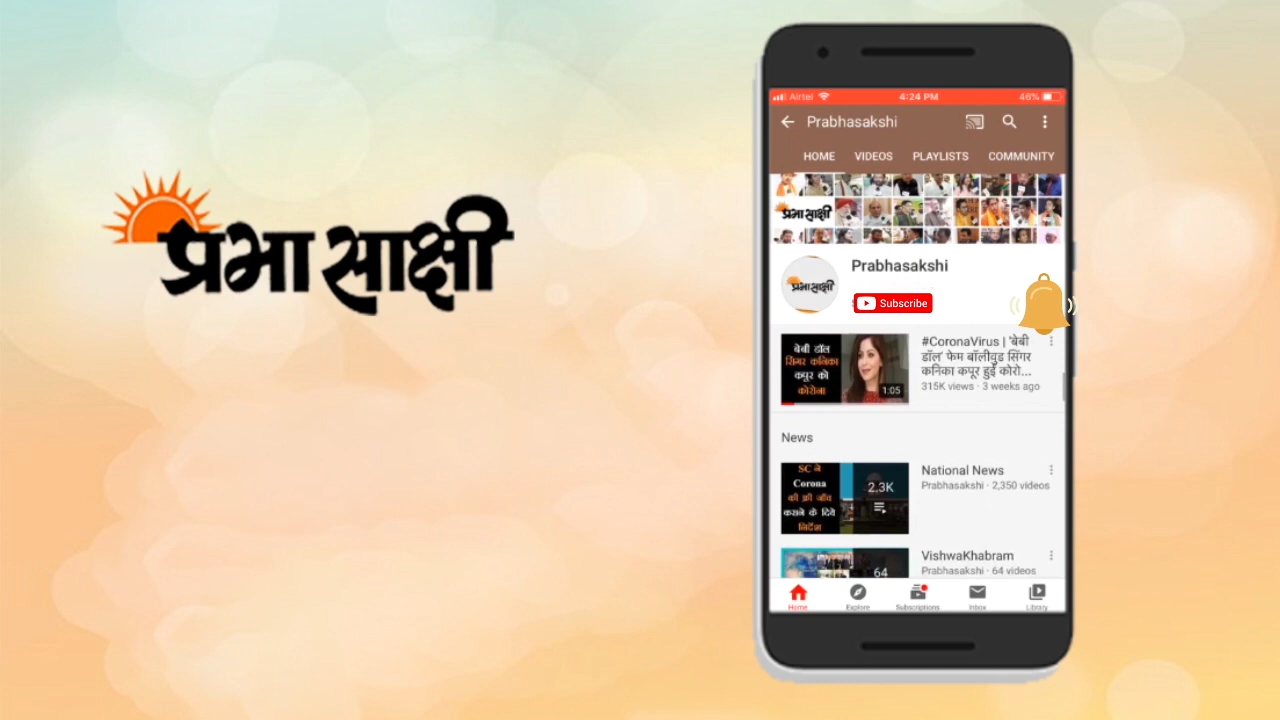 प्रभासाक्षी
Airtel 4:24 PM 46%
Prabhasakshi
HOME VIDEOS PLAYLISTS COMMUNITY
प्रभासाक्षी
Prabhasakshi
प्रभासाक्षी
Subscribe
बेबी डॉल
सिंगर कनिका
कपूर को
कोरोना
1:05
#CoronaVirus | 'बेबी
डॉल' फेम बॉलीवुड सिंगर
कनिका कपूर हुई कोरो...
315K views · 3 weeks ago
News
SC ने
Corona
की फ्री जाँच
कराने के दिये
निर्देश
2.3K
National News
Prabhasakshi · 2,350 videos
64
VishwaKhabram
Prabhasakshi · 64 videos
Home Explore Subscriptions Inbox Library